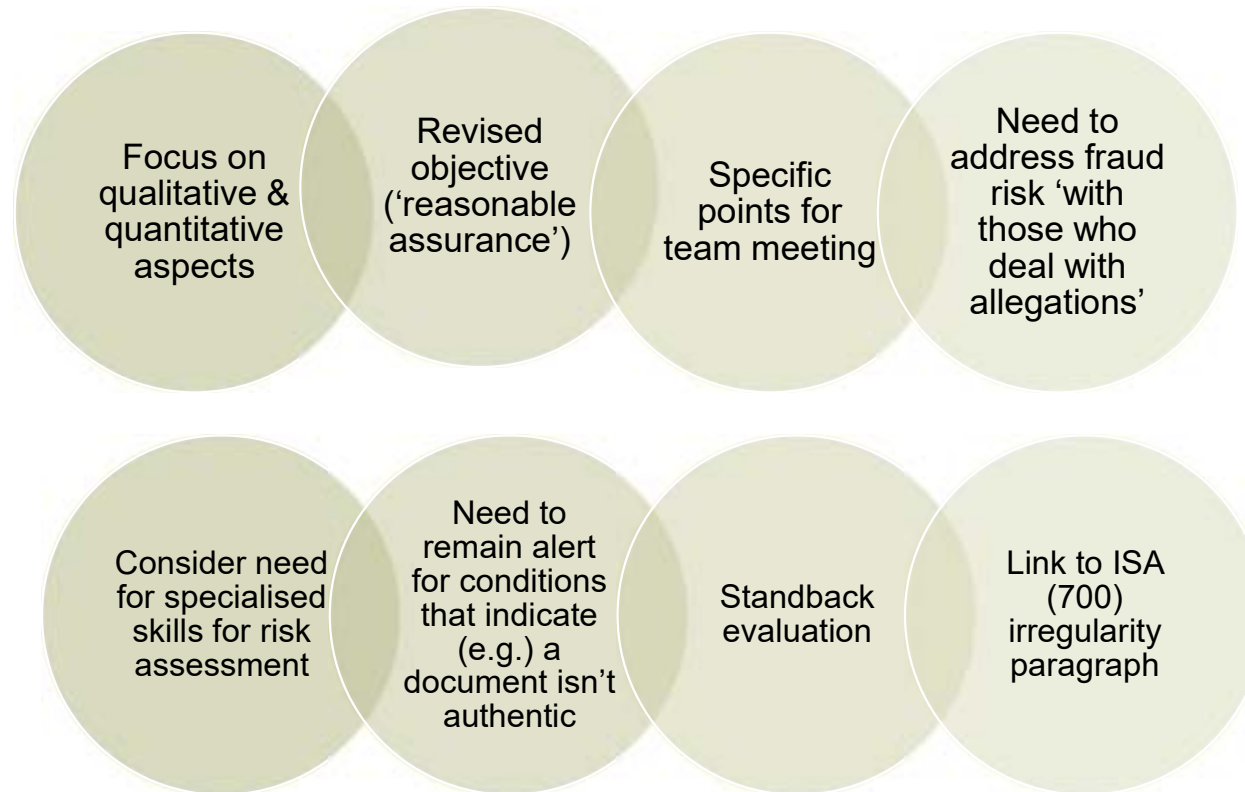 Focus on
qualitative &
quantitative
aspects
Revised
objective
(‘reasonable
assurance’)
Specific
points for
team meeting
Need to
address fraud
risk ‘with
those who
deal with
allegations’
Consider need
for specialised
skills for risk
assessment
Need to
remain alert
for conditions
that indicate
(e.g.) a
document isn’t
authentic
Standback
evaluation
Link to ISA
(700)
irregularity
paragraph